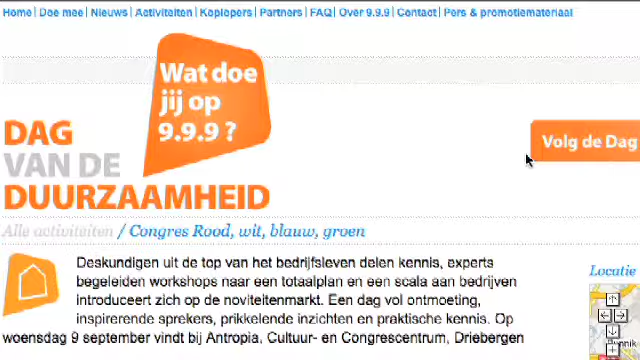 Home | Doe mee | Nieuws | Activiteiten | Koplopers | Partners | FAQ | Over 9.9.9 | Contact | Pers & promotiemateriaal
Wat doe
jij op
9.9.9 ?
DAG
VAN DE
DUURZAAMHEID
Volg de Dag
Alle activiteiten / Congres Rood, wit, blauw, groen
Deskundigen uit de top van het bedrijfsleven delen kennis, experts
begeleiden workshops naar een totaalplan en een scala aan bedrijven
introduceert zich op de noviteitenmarkt. Een dag vol ontmoeting,
inspirerende sprekers, prikkelende inzichten en praktische kennis. Op
woensdag 9 september vindt bij Antropia, Cultuur- en Congrescentrum, Driebergen
Locatie